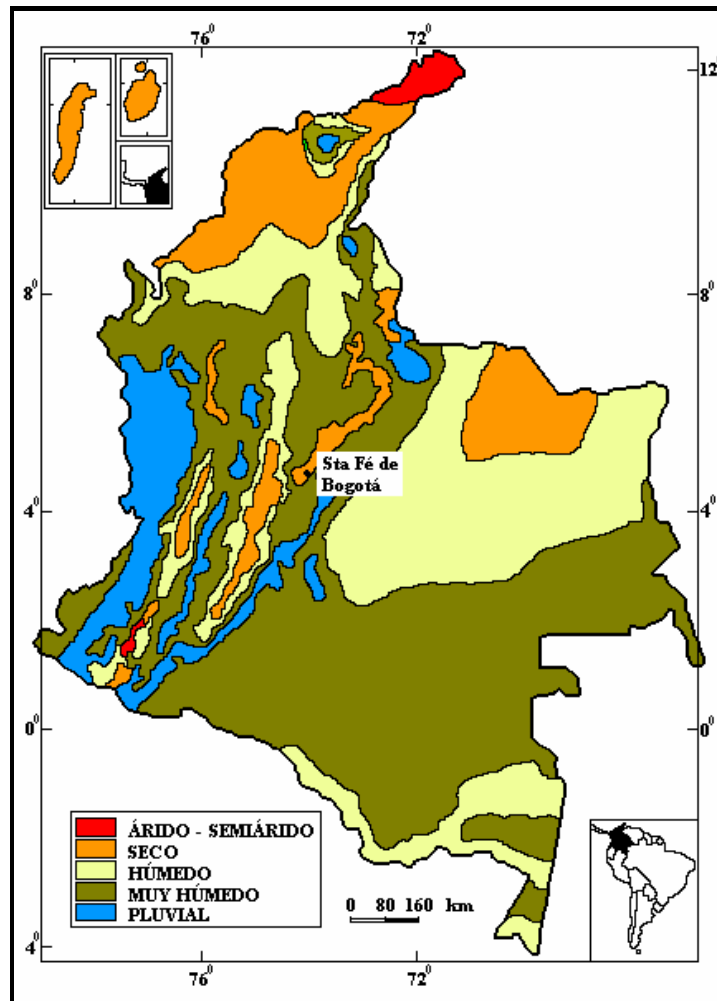 76⁰ 72⁰
12⁰
8⁰ 8⁰
Sta Fé de
Bogotá
4⁰ 4⁰
0⁰ 0⁰
ÁRIDO - SEMIÁRIDO
SECO
HÚMEDO
MUY HÚMEDO
PLUVIAL
0 80 160 km
4⁰
76⁰ 72⁰